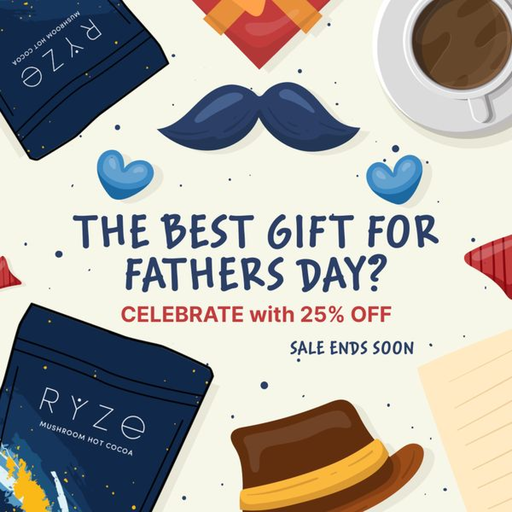 RYZE
MUSHROOM HOT COCOA
THE BEST GIFT FOR
FATHERS DAY?
CELEBRATE with 25% OFF
SALE ENDS SOON
RYZE
MUSHROOM HOT COCOA